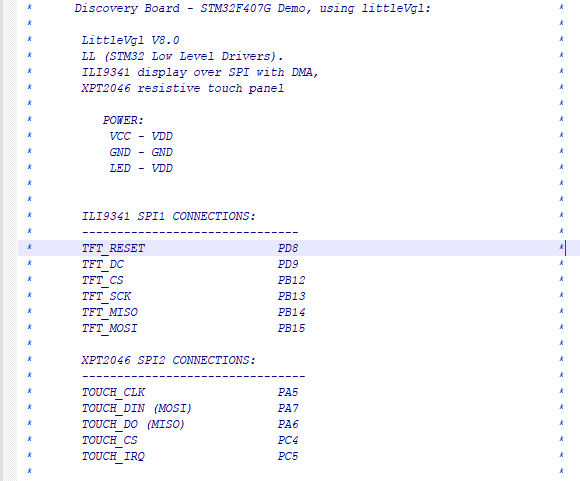 * Discovery Board - STM32F407G Demo, using littleVgl: *
* *
* LittleVgl V8.0 *
* LL (STM32 Low Level Drivers). *
* ILI9341 display over SPI with DMA, *
* XPT2046 resistive touch panel *
* *
* POWER: *
* VCC - VDD *
* GND - GND *
* LED - VDD *
* *
* *
* ILI9341 SPI1 CONNECTIONS: *
* ------------------------------- *
* TFT_RESET PD8 *
* TFT_DC PD9 *
* TFT_CS PB12 *
* TFT_SCK PB13 *
* TFT_MISO PB14 *
* TFT_MOSI PB15 *
* *
* XPT2046 SPI2 CONNECTIONS: *
* -------------------------------- *
* TOUCH_CLK PA5 *
* TOUCH_DIN (MOSI) PA7 *
* TOUCH_DO (MISO) PA6 *
* TOUCH_CS PC4 *
* TOUCH_IRQ PC5 *
* *